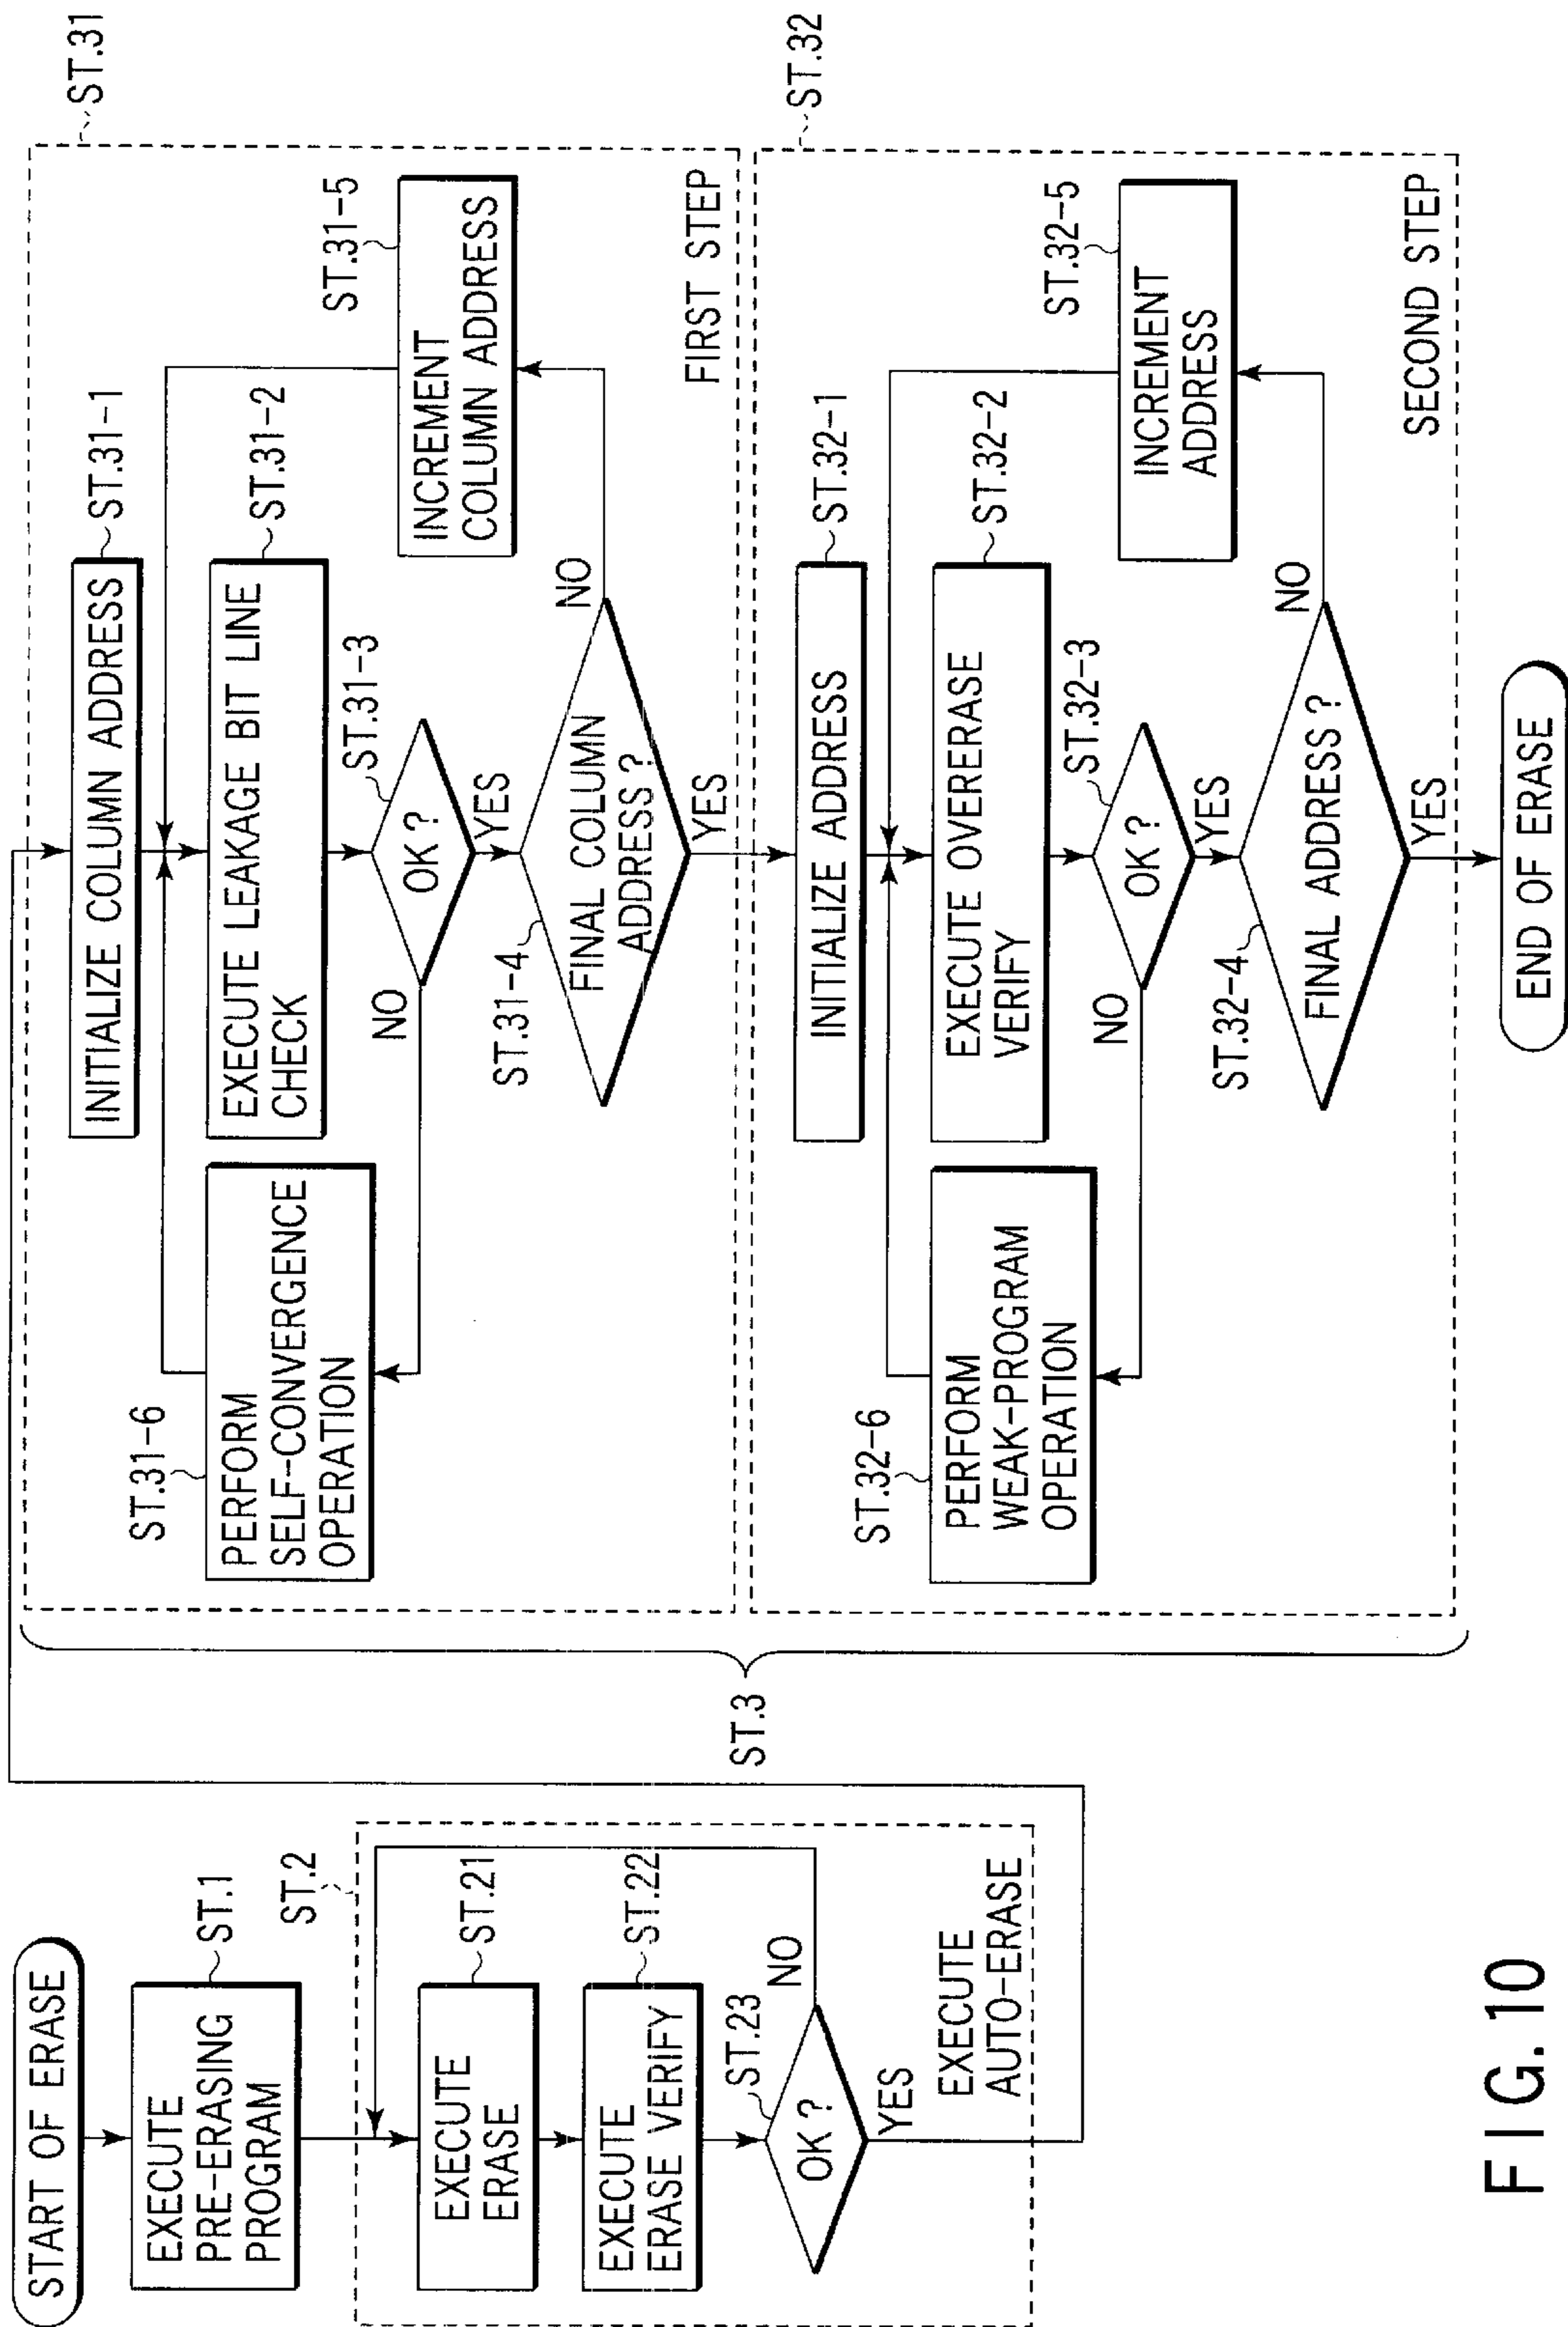 START OF ERASE
EXECUTE
PRE-ERASING
PROGRAM
ST.1
ST.2
EXECUTE
ERASE
ST.21
EXECUTE
ERASE VERIFY
ST.22
OK ?
ST.23
NO
YES
EXECUTE
AUTO-ERASE
ST.3
ST.31
INITIALIZE COLUMN ADDRESS
ST.31-1
EXECUTE LEAKAGE BIT LINE
CHECK
ST.31-2
OK ?
ST.31-3
NO
YES
ST.31-6
PERFORM
SELF-CONVERGENCE
OPERATION
FINAL COLUMN
ADDRESS ?
ST.31-4
NO
YES
ST.31-5
INCREMENT
COLUMN ADDRESS
FIRST STEP
ST.32
INITIALIZE ADDRESS
ST.32-1
EXECUTE OVERERASE
VERIFY
ST.32-2
OK ?
ST.32-3
NO
YES
ST.32-6
PERFORM
WEAK-PROGRAM
OPERATION
FINAL ADDRESS ?
ST.32-4
NO
YES
ST.32-5
INCREMENT
ADDRESS
SECOND STEP
END OF ERASE
FIG. 10